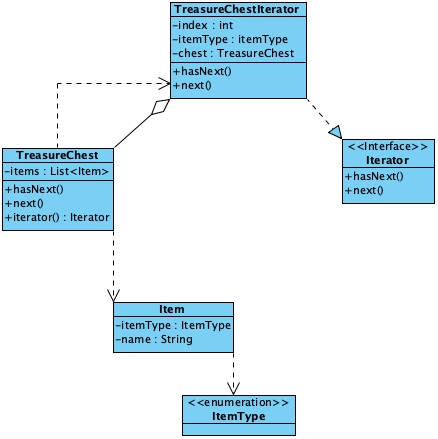 TreasureChestIterator
-index : int
-itemType : itemType
-chest : TreasureChest
+hasNext()
+next()
<<Interface>>
Iterator
+hasNext()
+next()
TreasureChest
-items : List<Item>
+hasNext()
+next()
+iterator() : Iterator
Item
-itemType : ItemType
-name : String
<<enumeration>>
ItemType